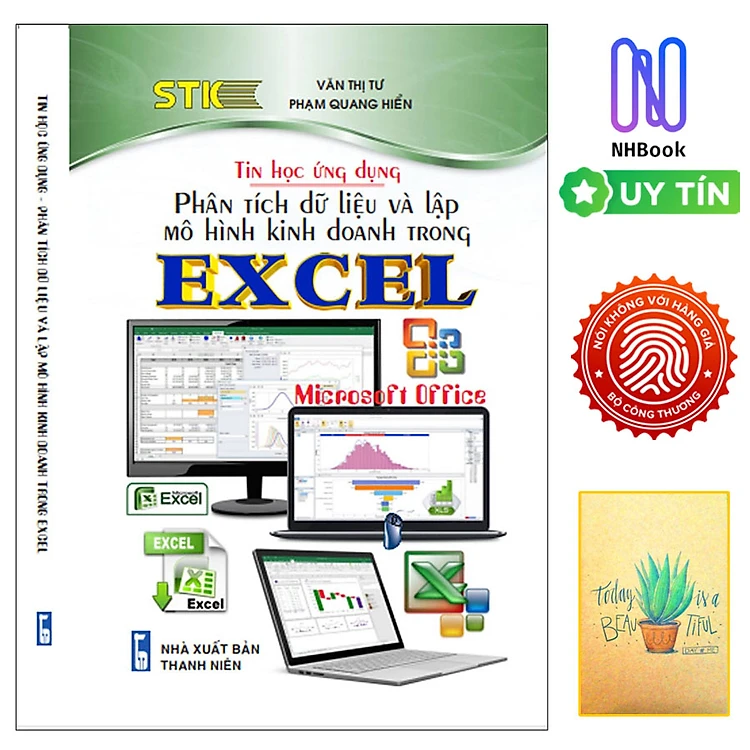 TIN HỌC ỨNG DỤNG - PHÂN TÍCH DỮ LIỆU VÀ LẬP MÔ HÌNH KINH DOANH TRONG EXCEL
STK
VĂN THỊ TƯ
PHẠM QUANG HIỂN
Tin học ứng dụng
PHÂN TÍCH DỮ LIỆU VÀ LẬP
MÔ HÌNH KINH DOANH TRONG
EXCEL
Microsoft Office
Microsoft
Excel
XLS
EXCEL
Excel
NHÀ XUẤT BẢN
THANH NIÊN
NHBook
UY TÍN
NÓI KHÔNG VỚI HÀNG GIẢ
BỘ CÔNG THƯƠNG
Today is a
BEAUTIFUL
DAY # ME